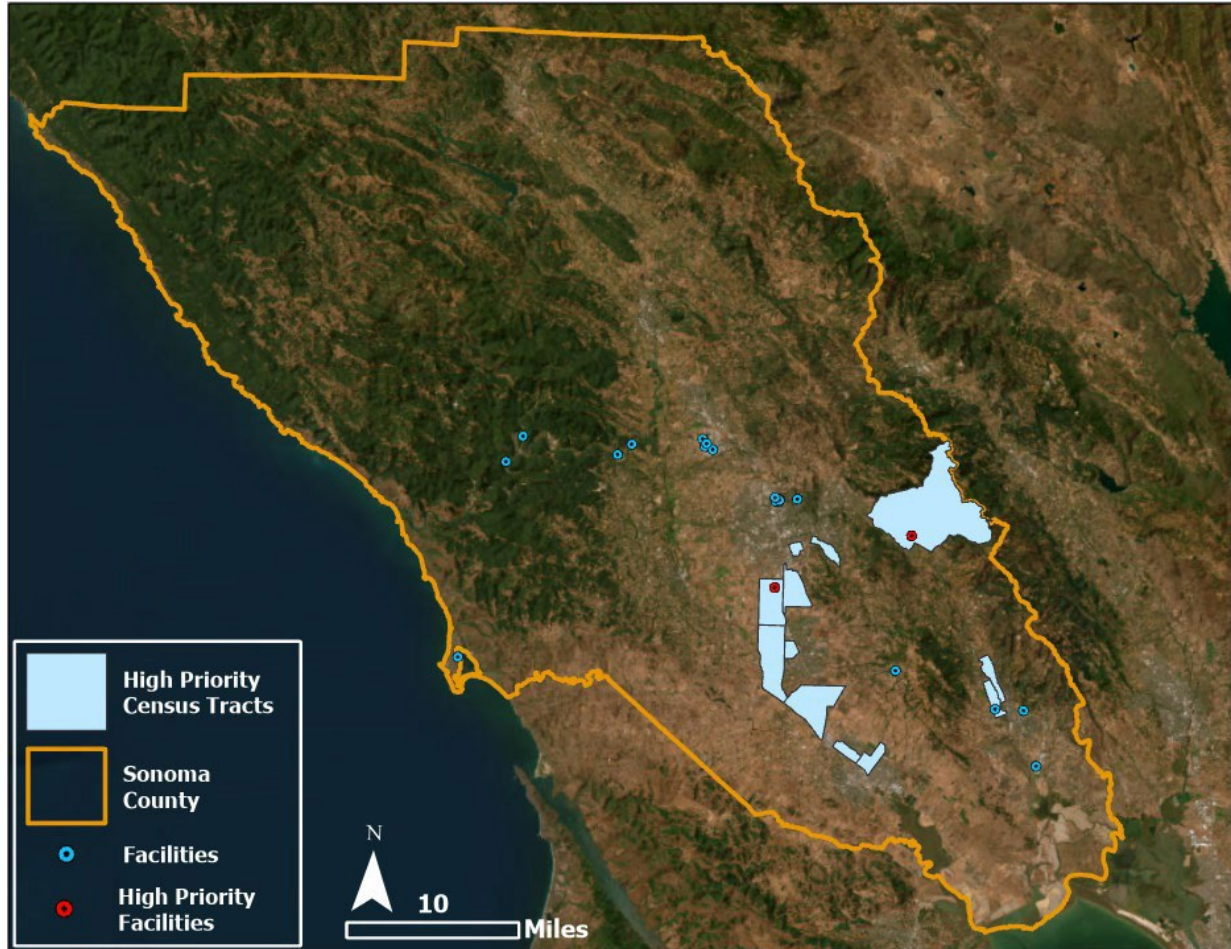 High Priority
Census Tracts
Sonoma
County
Facilities
High Priority
Facilities
N
10
Miles